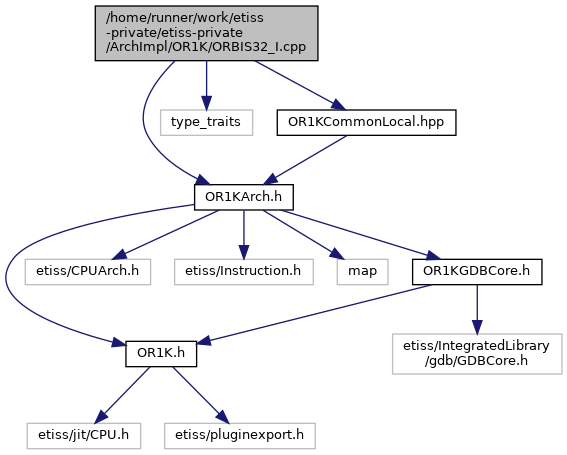 /home/runner/work/etiss
-private/etiss-private
/ArchImpl/OR1K/ORBIS32_I.cpp
type_traits
OR1KCommonLocal.hpp
OR1KArch.h
etiss/CPUArch.h
etiss/Instruction.h
map
OR1KGDBCore.h
OR1K.h
etiss/IntegratedLibrary
/gdb/GDBCore.h
etiss/jit/CPU.h
etiss/pluginexport.h